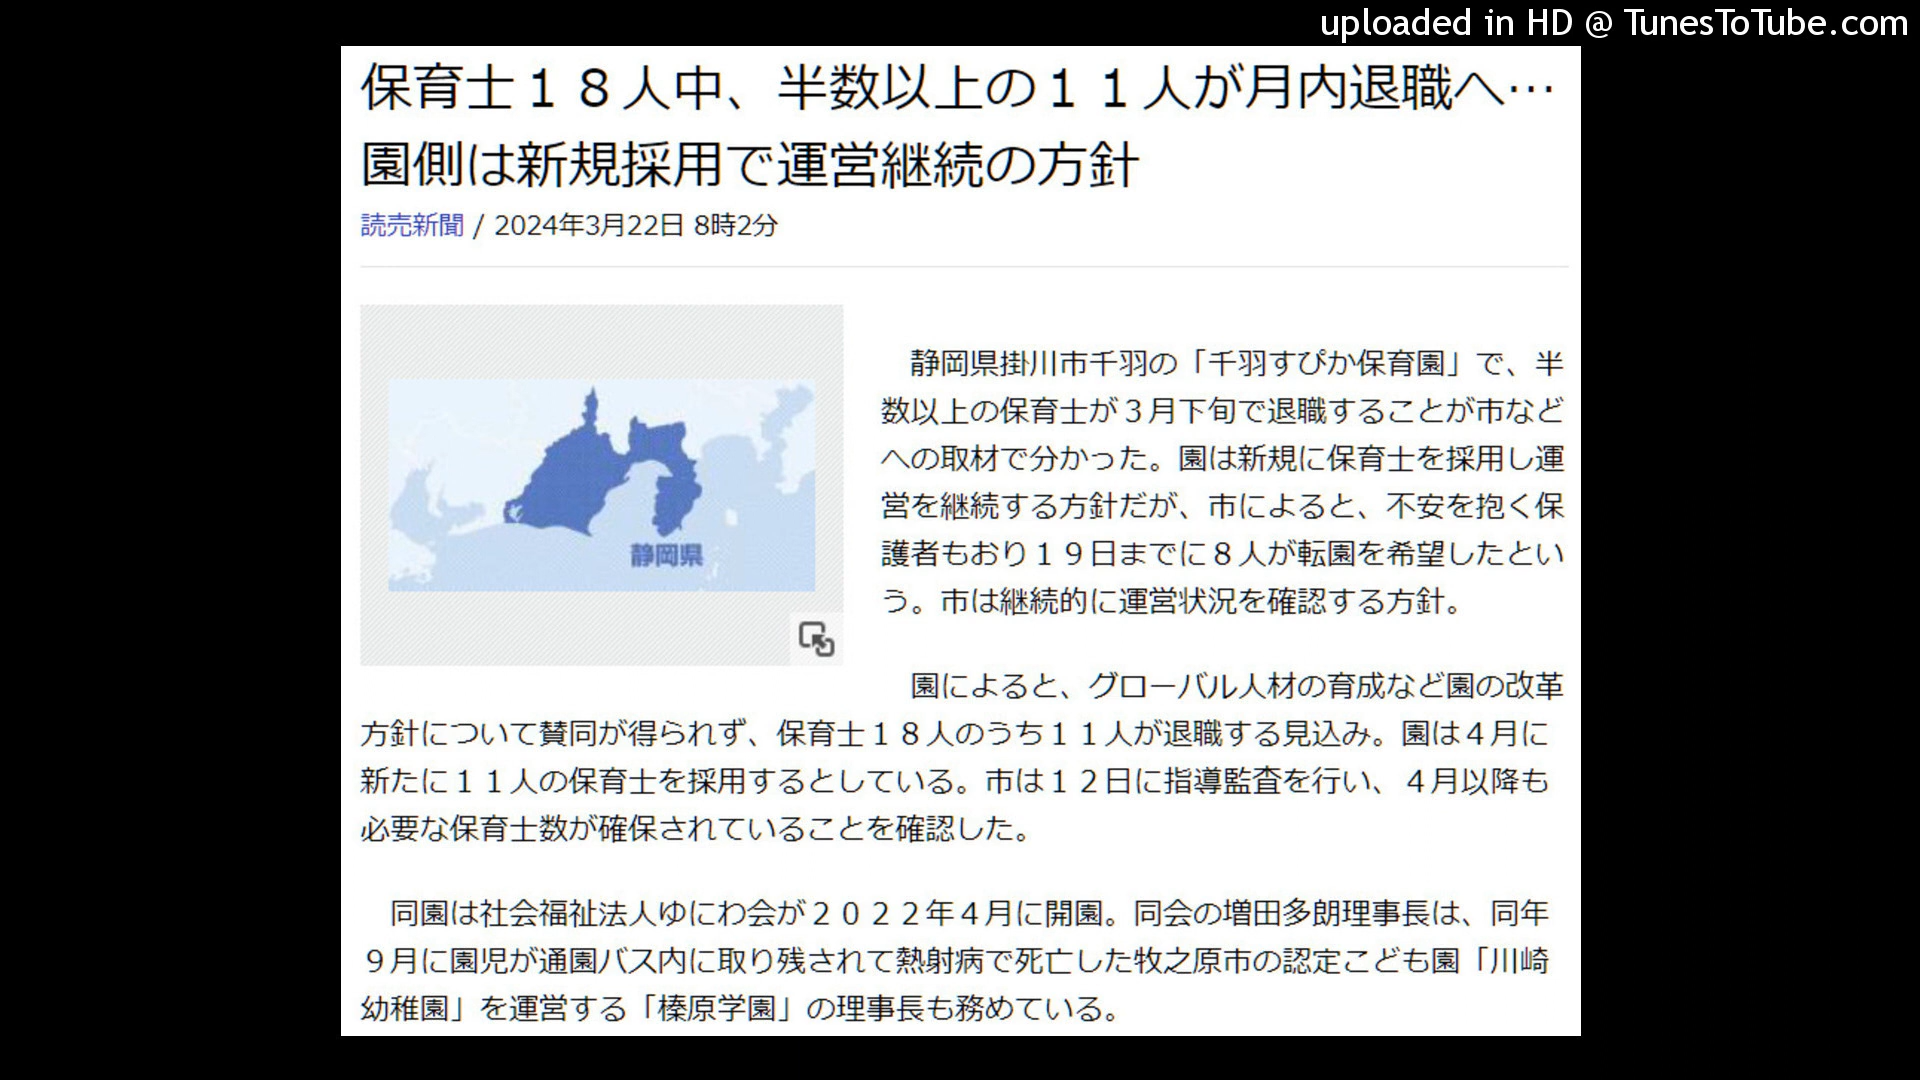 uploaded in HD @ TunesToTube.com
保育士１８人中、半数以上の１１人が月内退職へ…
園側は新規採用で運営継続の方針
読売新聞 / 2024年3月22日 8時2分
静岡県
　静岡県掛川市千羽の「千羽すぴか保育園」で、半
数以上の保育士が３月下旬で退職することが市など
への取材で分かった。園は新規に保育士を採用し運
営を継続する方針だが、市によると、不安を抱く保
護者もおり１９日までに８人が転園を希望したとい
う。市は継続的に運営状況を確認する方針。
　園によると、グローバル人材の育成など園の改革
方針について賛同が得られず、保育士１８人のうち１１人が退職する見込み。園は４月に
新たに１１人の保育士を採用するとしている。市は１２日に指導監査を行い、４月以降も
必要な保育士数が確保されていることを確認した。
　同園は社会福祉法人ゆにわ会が２０２２年４月に開園。同会の増田多朗理事長は、同年
９月に園児が通園バス内に取り残されて熱射病で死亡した牧之原市の認定こども園「川崎
幼稚園」を運営する「榛原学園」の理事長も務めている。